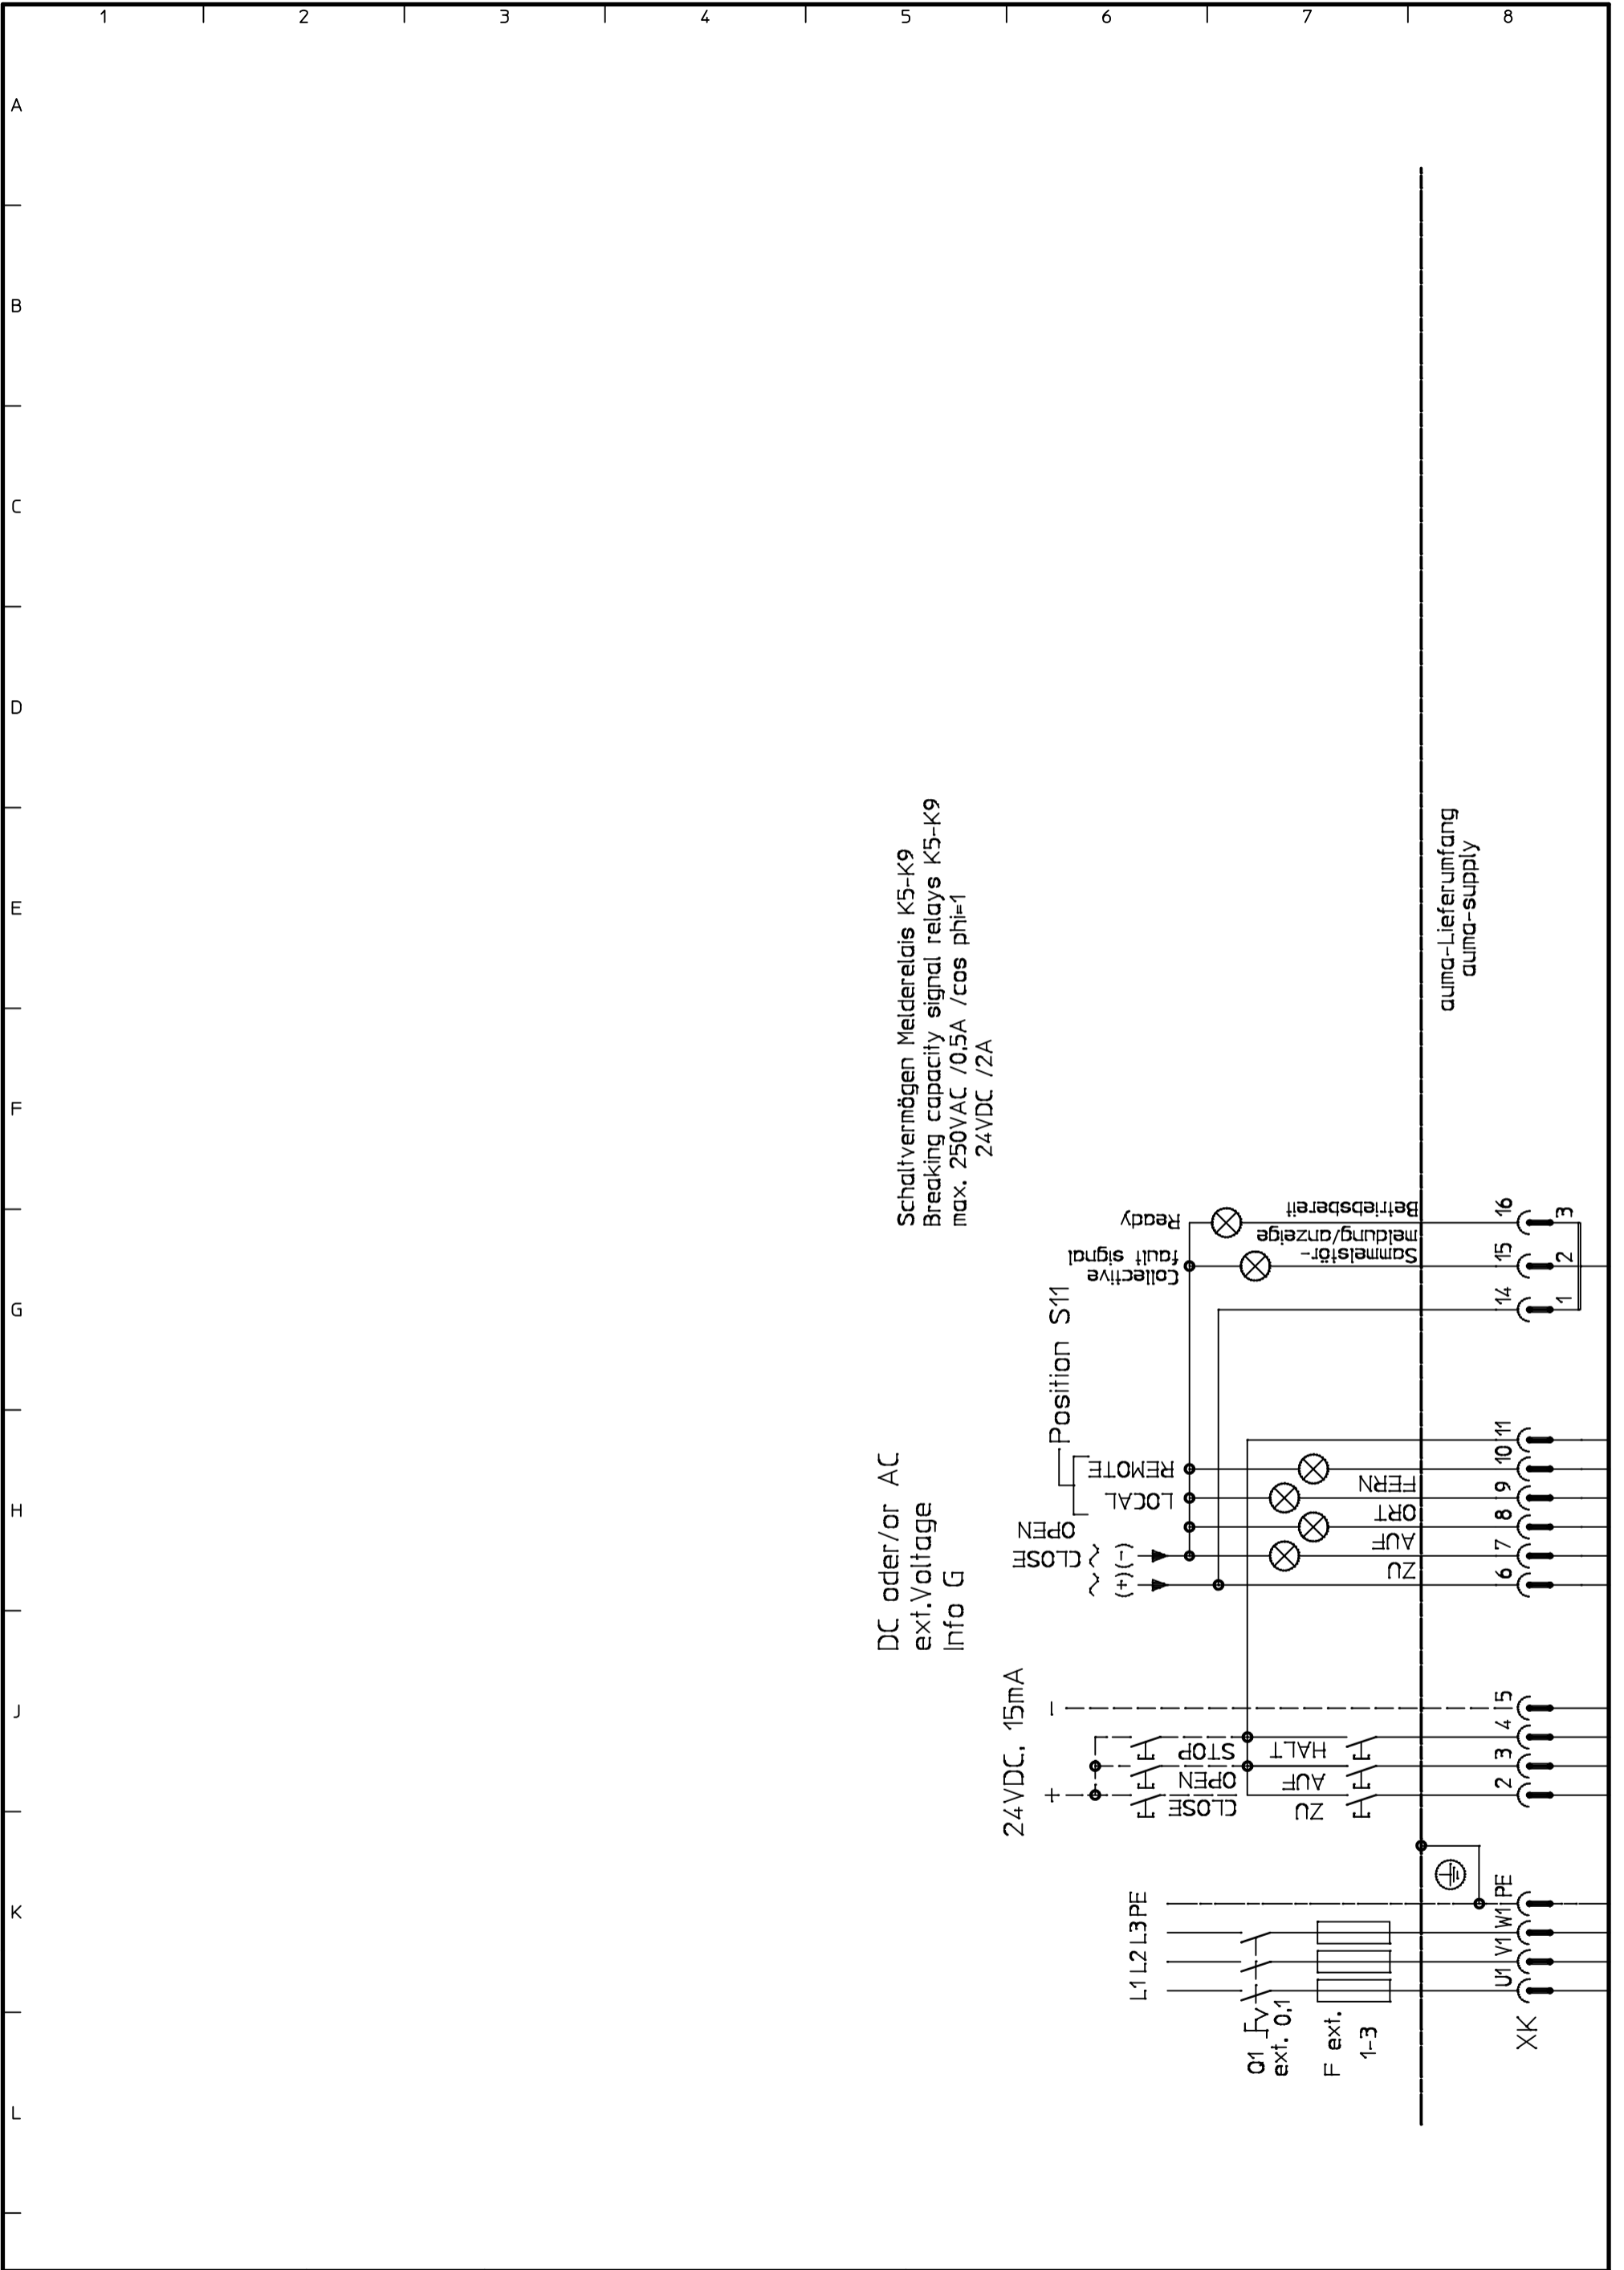 1 2 3 4 5 6 7 8
A
B
C
D
E
F
G
H
J
K
L
Schaltvermögen Melderelais K5-K9
Breaking capacity signal relays K5-K9
max. 250VAC /0,5A /cos phi=1
24VDC /2A
DC oder/or AC
ext.Voltage
Info G
24VDC, 15mA
+
-
Position S11
L1 L2 L3 PE
CLOSE
OPEN
STOP
~ (+)
~ (-)
CLOSE
OPEN
LOCAL
REMOTE
Collective
fault signal
Ready
Q1
ext. 0,1
F ext.
1-3
ZU
AUF
HALT
ZU
AUF
ORT
FERN
Sammelstör-
meldung/anzeige
Betriebsbereit
auma-Lieferumfang
auma-supply
XK
U1 V1 W1 PE 2 3 4 5 6 7 8 9 10 11 14 15 16
1 2 3